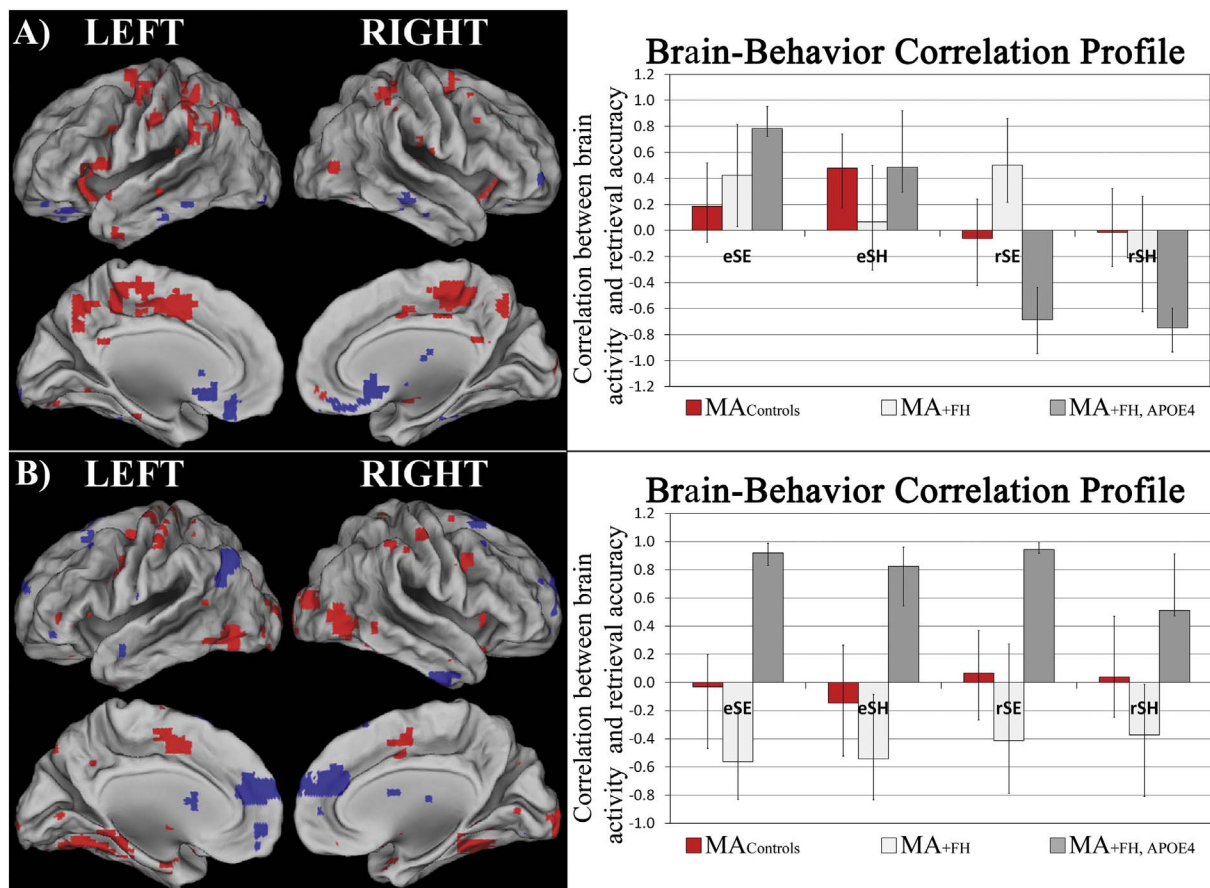 A)
LEFT
RIGHT
Brain-Behavior Correlation Profile
Correlation between brain
activity and retrieval accuracy
1.2
1.0
0.8
0.6
0.4
0.2
0.0
-0.2
-0.4
-0.6
-0.8
-1.0
-1.2
eSE
eSH
rSE
rSH
MAControls
MA+FH
MA+FH, APOE4
B)
LEFT
RIGHT
Brain-Behavior Correlation Profile
Correlation between brain
activity and retrieval accuracy
1.2
1.0
0.8
0.6
0.4
0.2
0.0
-0.2
-0.4
-0.6
-0.8
-1.0
eSE
eSH
rSE
rSH
MAControls
MA+FH
MA+FH, APOE4